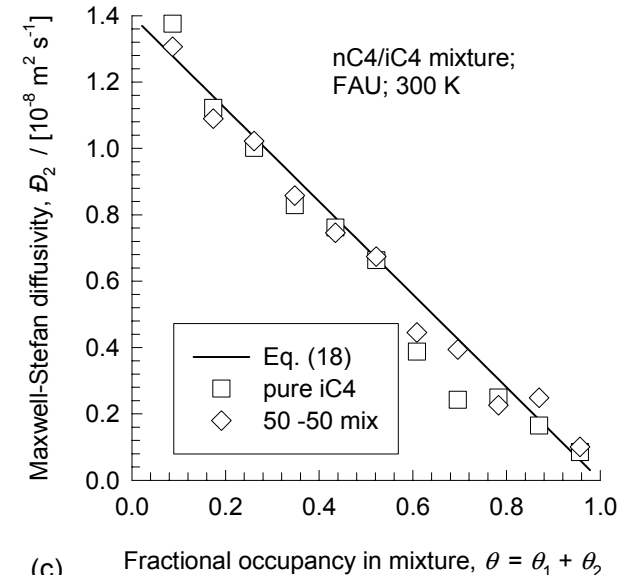 1.4
1.2
1.0
0.8
0.6
0.4
0.2
0.0
Maxwell-Stefan diffusivity, Đ₂ / [10⁻⁸ m² s⁻¹]
nC4/iC4 mixture;
FAU; 300 K
Eq. (18)
pure iC4
50 -50 mix
0.0 0.2 0.4 0.6 0.8 1.0
(c) Fractional occupancy in mixture, θ = θ₁ + θ₂